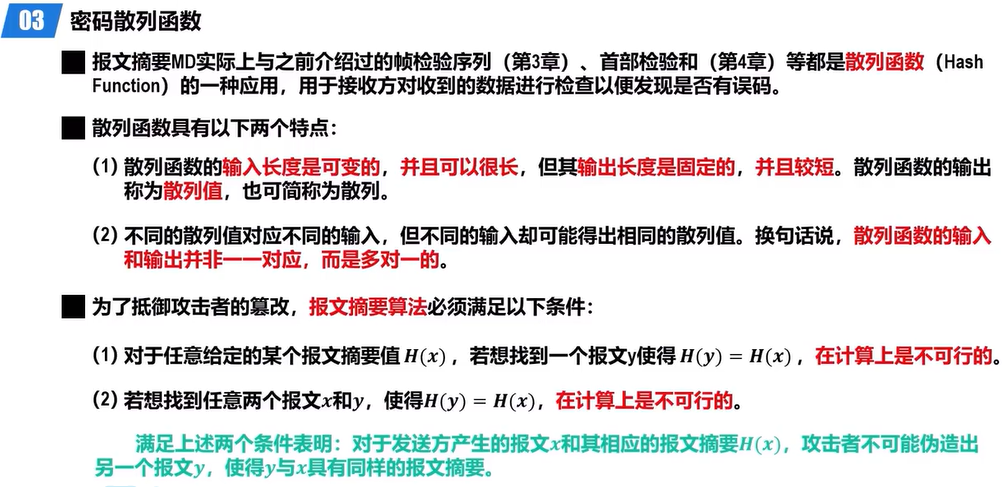 03 密码散列函数
报文摘要MD实际上与之前介绍过的帧检验序列（第3章）、首部检验和（第4章）等都是散列函数（Hash
Function）的一种应用，用于接收方对收到的数据进行检查以便发现是否有误码。
散列函数具有以下两个特点：
(1) 散列函数的输入长度是可变的，并且可以很长，但其输出长度是固定的，并且较短。散列函数的输出
称为散列值，也可简称为散列。
(2) 不同的散列值对应不同的输入，但不同的输入却可能得出相同的散列值。换句话说，散列函数的输入
和输出并非一一对应，而是多对一的。
为了抵御攻击者的篡改，报文摘要算法必须满足以下条件：
(1) 对于任意给定的某个报文摘要值 H(x) ，若想找到一个报文y使得 H(y) = H(x) ，在计算上是不可行的。
(2) 若想找到任意两个报文x和y，使得H(y) = H(x)，在计算上是不可行的。
满足上述两个条件表明：对于发送方产生的报文x和其相应的报文摘要H(x)，攻击者不可能伪造出
另一个报文y，使得y与x具有同样的报文摘要。